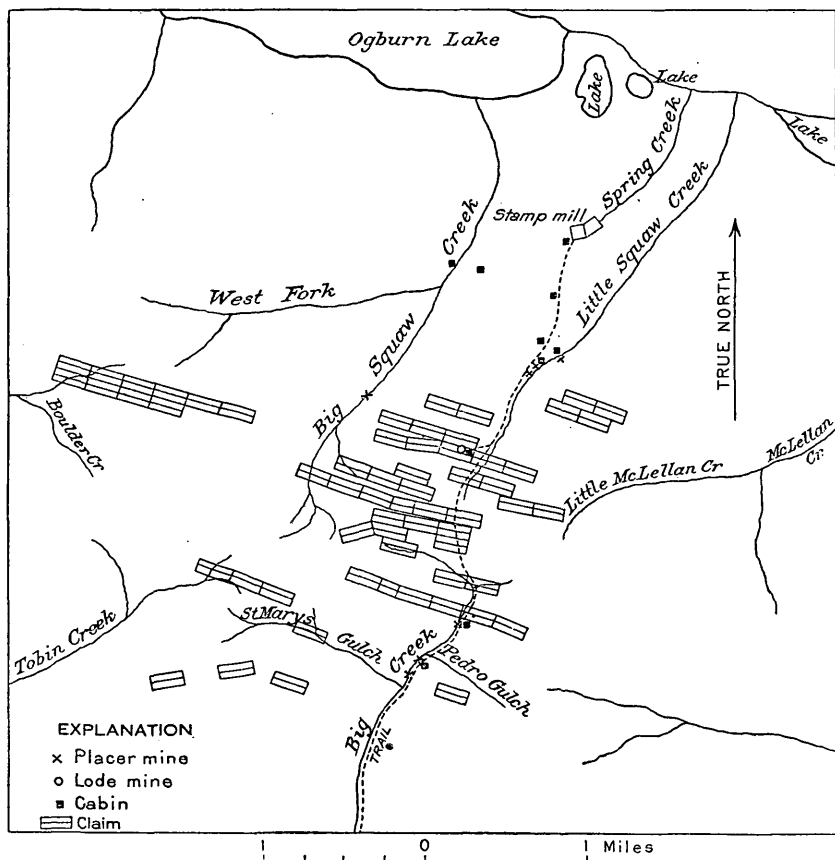 Ogburn Lake
Lake
Lake
Lake
Spring Creek
Stamp mill
Creek
Little Squaw Creek
West Fork
Squaw
Big
TRUE NORTH
Boulder Cr
McLellan
Cr.
Little McLellan Cr
St Marys
Gulch
Tobin Creek
Creek
Pedro Gulch
Big
TRAIL
EXPLANATION
x Placer mine
o Lode mine
Cabin
Claim
1 0 1 Miles